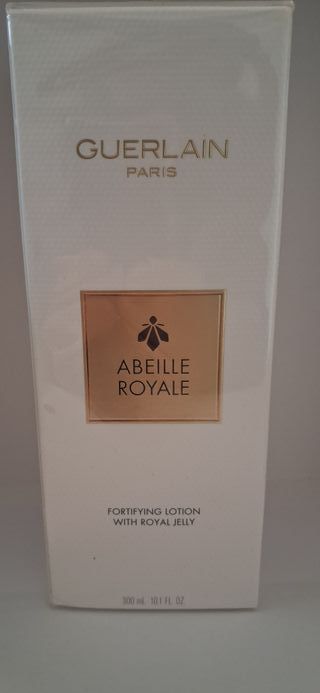 GUERLAIN
PARIS
ABEILLE
ROYALE
FORTIFYING LOTION
WITH ROYAL JELLY
300 mL 10.1 FL. OZ.